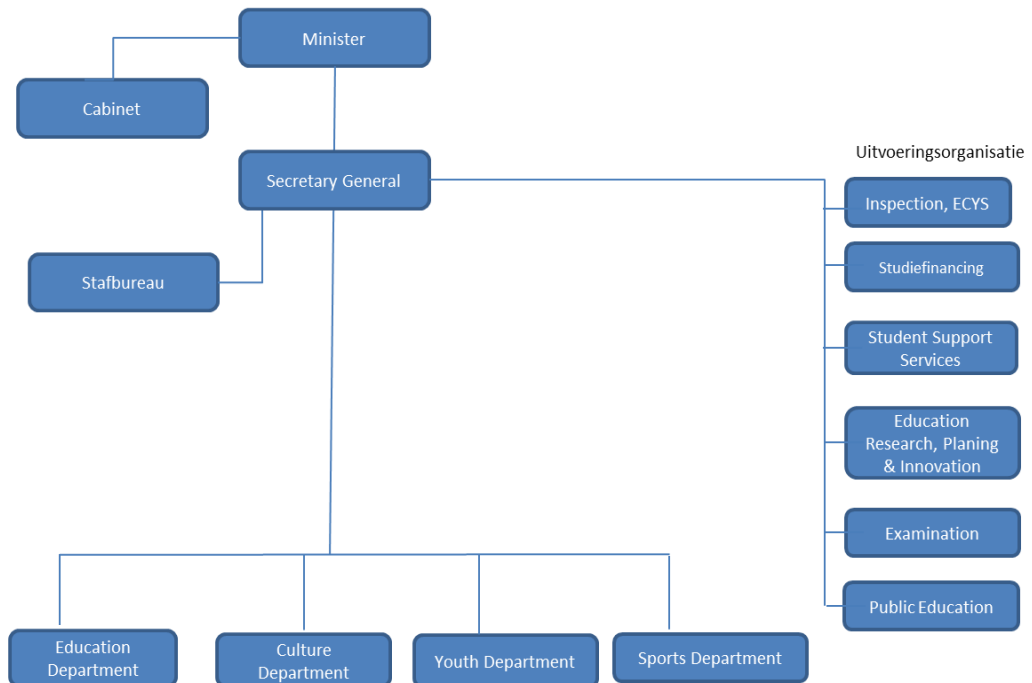 Minister
Cabinet
Secretary General
Uitvoeringsorganisatie
Inspection, ECYS
Stafbureau
Studiefinancing
Student Support
Services
Education
Research, Planing
& Innovation
Examination
Public Education
Education
Department
Culture
Department
Youth Department
Sports Department